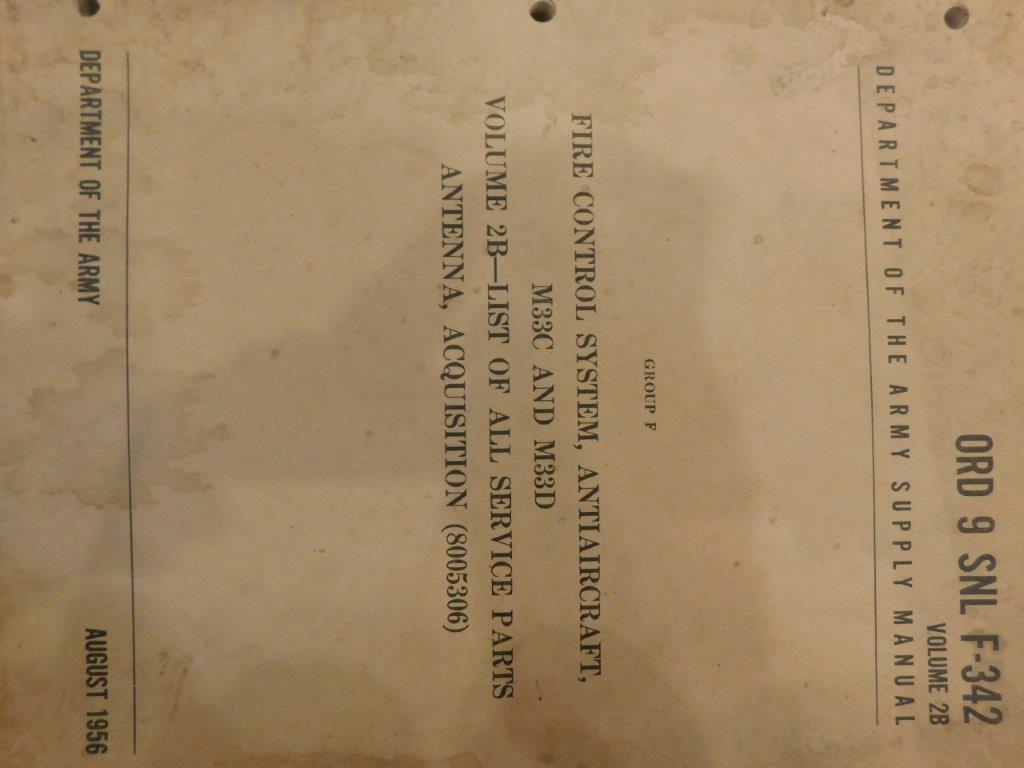 ORD 9 SNL F-342
VOLUME 2B
DEPARTMENT OF THE ARMY SUPPLY MANUAL
GROUP F
FIRE CONTROL SYSTEM, ANTIAIRCRAFT,
M33C AND M33D
VOLUME 2B—LIST OF ALL SERVICE PARTS
ANTENNA, ACQUISITION (8005306)
DEPARTMENT OF THE ARMY AUGUST 1956